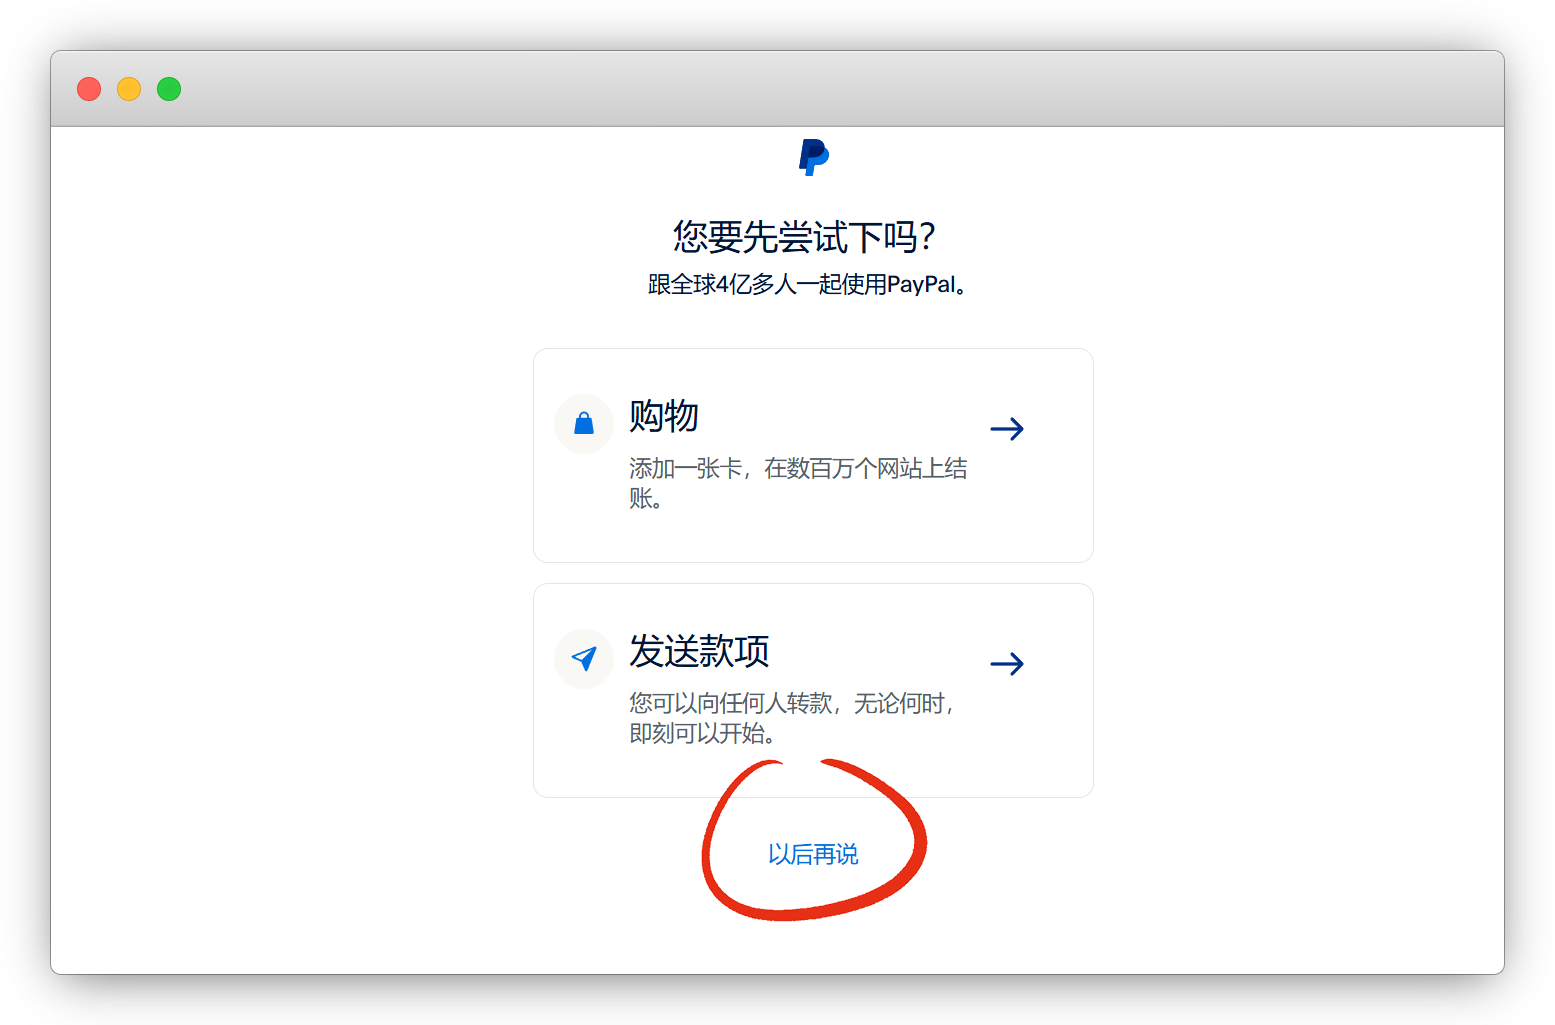 您要先尝试下吗？
跟全球4亿多人一起使用PayPal。
购物
添加一张卡，在数百万个网站上结
账。
发送款项
您可以向任何人转款，无论何时，
即刻可以开始。
以后再说